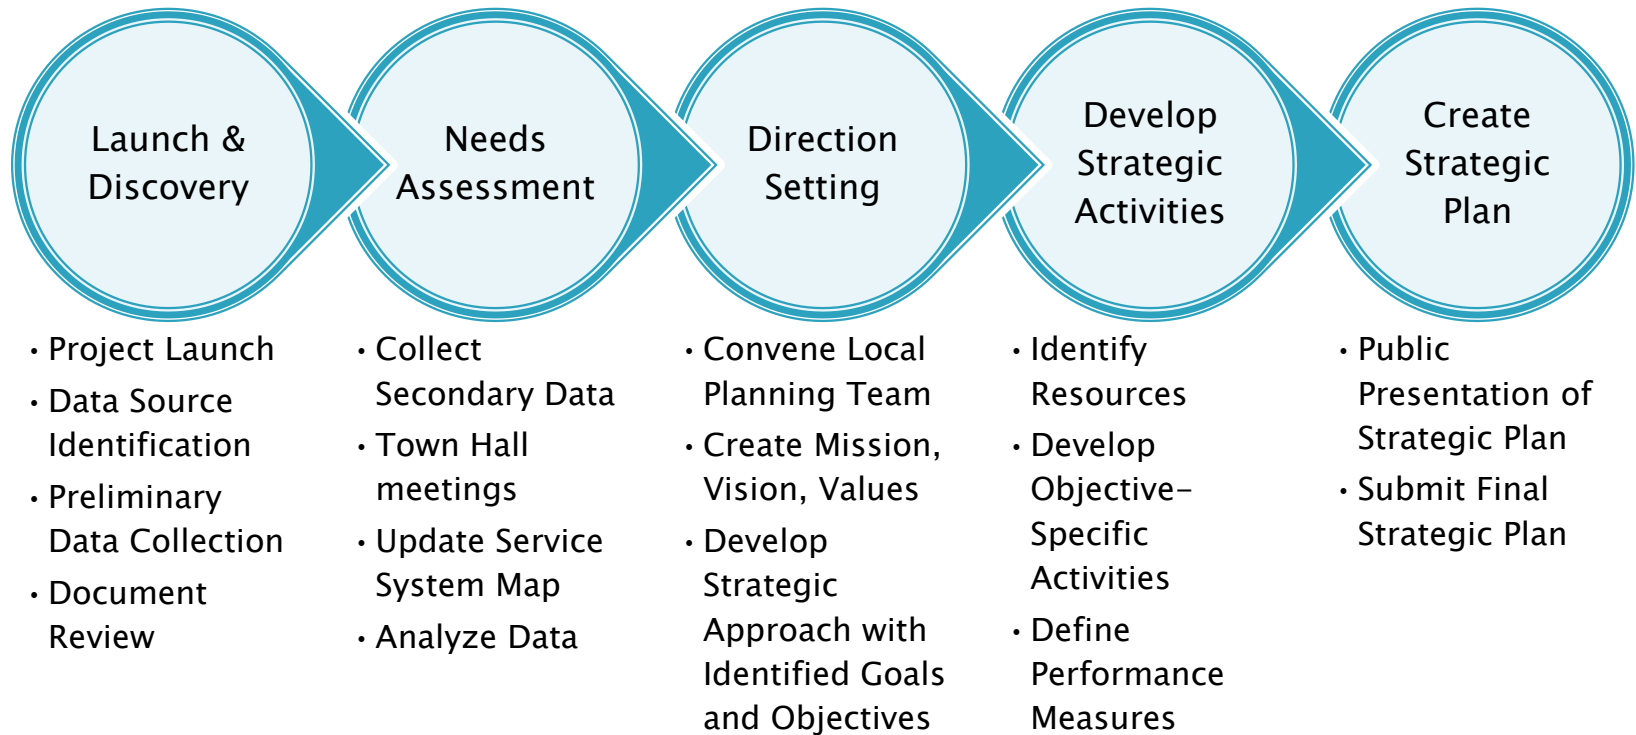 Launch &
Discovery
Needs
Assessment
Direction
Setting
Develop
Strategic
Activities
Create
Strategic
Plan
• Project Launch
• Data Source
Identification
• Preliminary
Data Collection
• Document
Review
• Collect
Secondary Data
• Town Hall
meetings
• Update Service
System Map
• Analyze Data
• Convene Local
Planning Team
• Create Mission,
Vision, Values
• Develop
Strategic
Approach with
Identified Goals
and Objectives
• Identify
Resources
• Develop
Objective-
Specific
Activities
• Define
Performance
Measures
• Public
Presentation of
Strategic Plan
• Submit Final
Strategic Plan